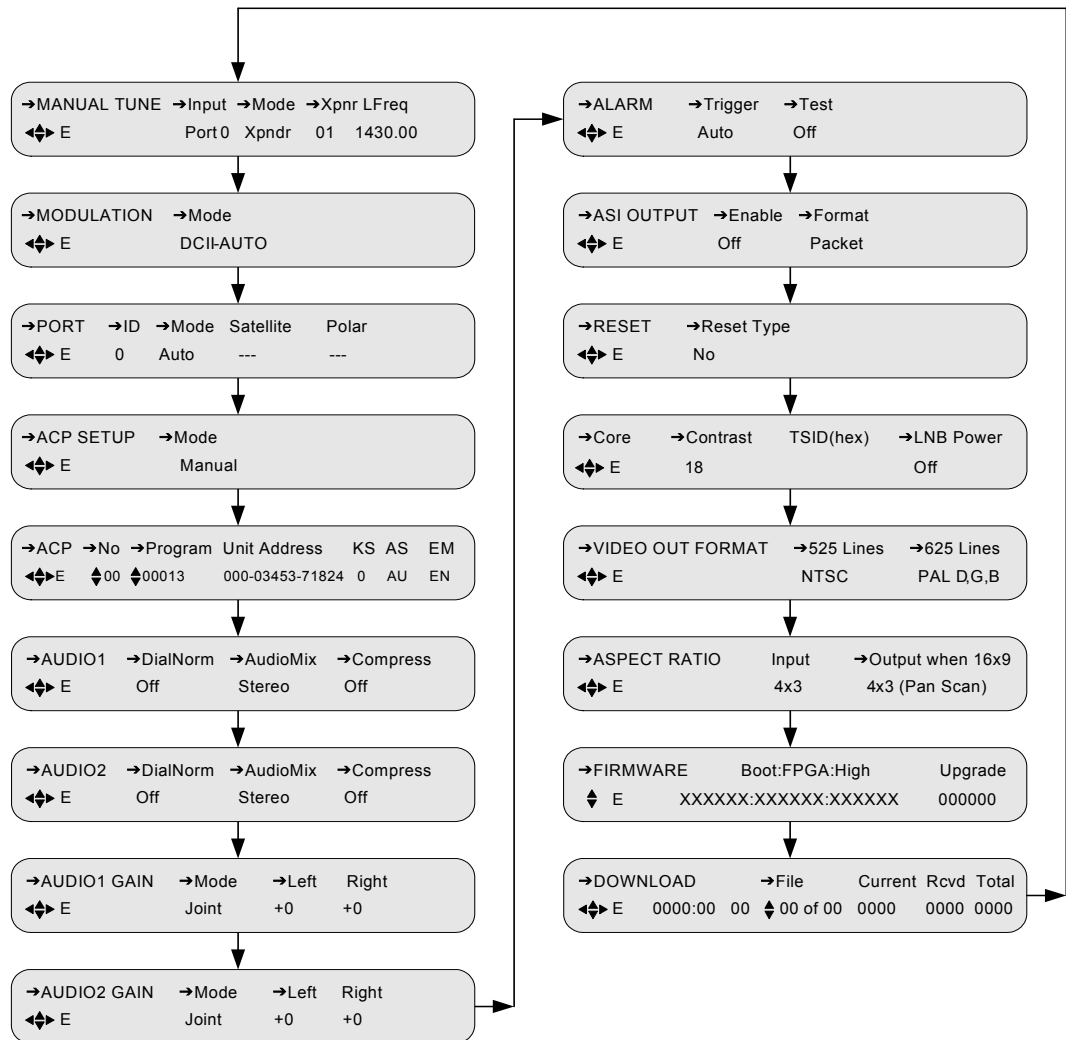 ➔MANUAL TUNE ➔Input ➔Mode ➔Xpnr LFreq
E Port 0 Xpndr 01 1430.00
➔MODULATION ➔Mode
E DCII-AUTO
➔PORT ➔ID ➔Mode Satellite Polar
E 0 Auto --- ---
➔ACP SETUP ➔Mode
E Manual
➔ACP ➔No ➔Program Unit Address KS AS EM
E 00 00013 000-03453-71824 0 AU EN
➔AUDIO1 ➔DialNorm ➔AudioMix ➔Compress
E Off Stereo Off
➔AUDIO2 ➔DialNorm ➔AudioMix ➔Compress
E Off Stereo Off
➔AUDIO1 GAIN ➔Mode ➔Left Right
E Joint +0 +0
➔AUDIO2 GAIN ➔Mode ➔Left Right
E Joint +0 +0
➔ALARM ➔Trigger ➔Test
E Auto Off
➔ASI OUTPUT ➔Enable ➔Format
E Off Packet
➔RESET ➔Reset Type
E No
➔Core ➔Contrast TSID(hex) ➔LNB Power
E 18 Off
➔VIDEO OUT FORMAT ➔525 Lines ➔625 Lines
E NTSC PAL D,G,B
➔ASPECT RATIO Input ➔Output when 16x9
E 4x3 4x3 (Pan Scan)
➔FIRMWARE Boot:FPGA:High Upgrade
E XXXXXX:XXXXXX:XXXXXX 000000
➔DOWNLOAD ➔File Current Rcvd Total
E 0000:00 00 00 of 00 0000 0000 0000